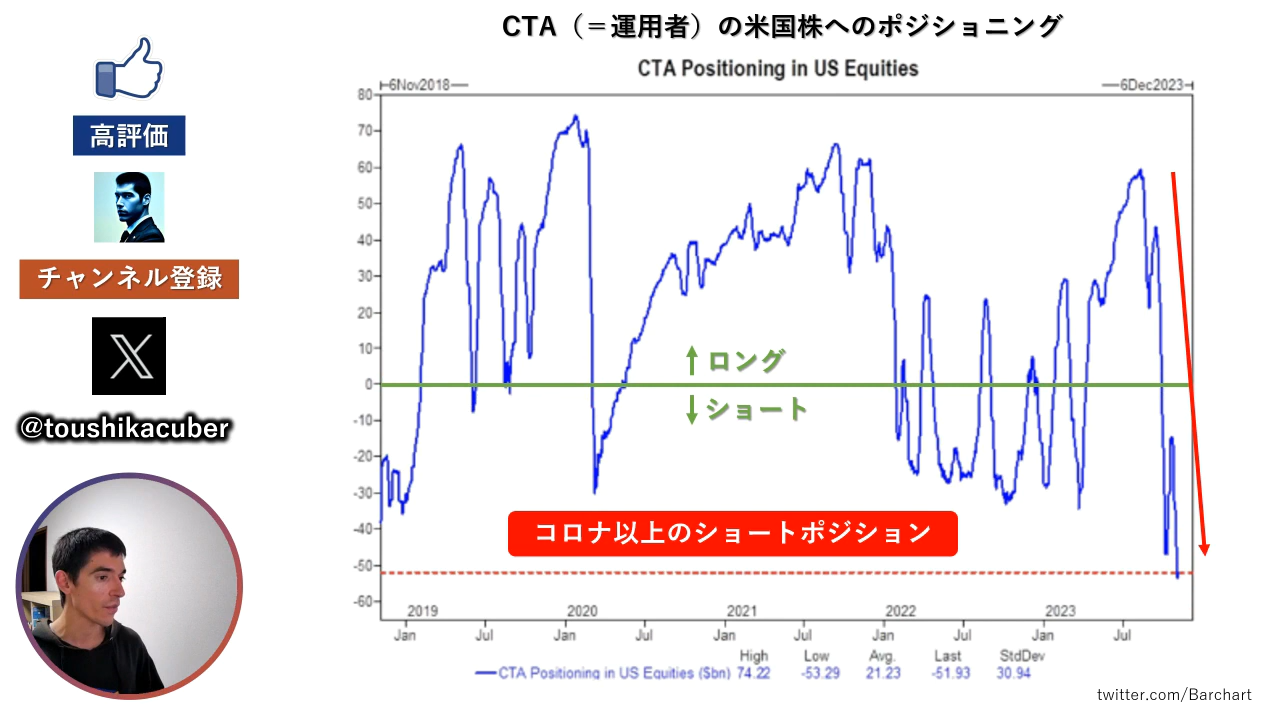 CTA（＝運用者）の米国株へのポジショニング
高評価
チャンネル登録
@toushikacuber
CTA Positioning in US Equities
6Nov2018
6Dec2023
80
70
60
50
40
30
20
10
0
-10
-20
-30
-40
-50
-60
↑ ロング
↓ ショート
コロナ以上のショートポジション
2019 2020 2021 2022 2023
Jan Jul Jan Jul Jan Jul Jan Jul Jan Jul
High Low Avg. Last StdDev
CTA Positioning in US Equities ($bn) 74.22 -53.29 21.23 -51.93 30.94
twitter.com/Barchart